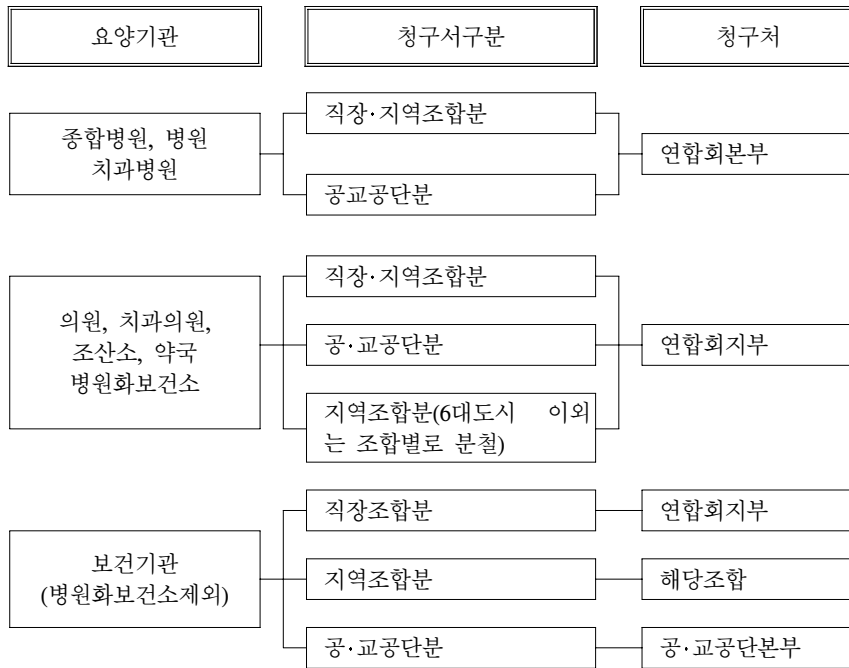 요양기관
청구서구분
청구처
종합병원, 병원
치과병원
직장·지역조합분
공교공단분
연합회본부
의원, 치과의원,
조산소, 약국
병원화보건소
직장·지역조합분
공·교공단분
지역조합분(6대도시 이외
는 조합별로 분철)
연합회지부
보건기관
(병원화보건소제외)
직장조합분
연합회지부
지역조합분
해당조합
공·교공단분
공·교공단본부